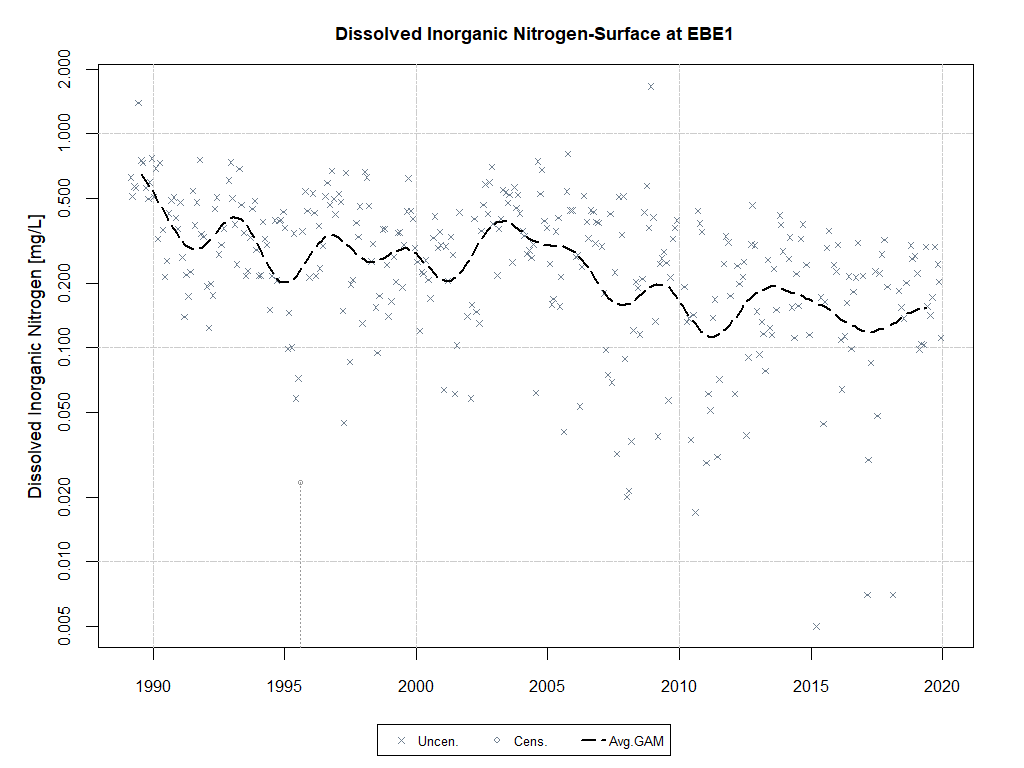 Dissolved Inorganic Nitrogen-Surface at EBE1
Dissolved Inorganic Nitrogen [mg/L]
2.000
1.000
0.500
0.200
0.100
0.050
0.020
0.010
0.005
1990 1995 2000 2005 2010 2015 2020
Uncen. Cens. Avg.GAM